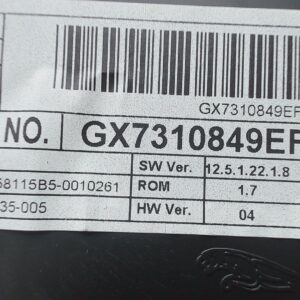 GX7310849EF
NO. GX7310849EF
SW Ver. 12.5.1.22.1.8
58115B5-0010261 ROM 1.7
35-005 HW Ver. 04